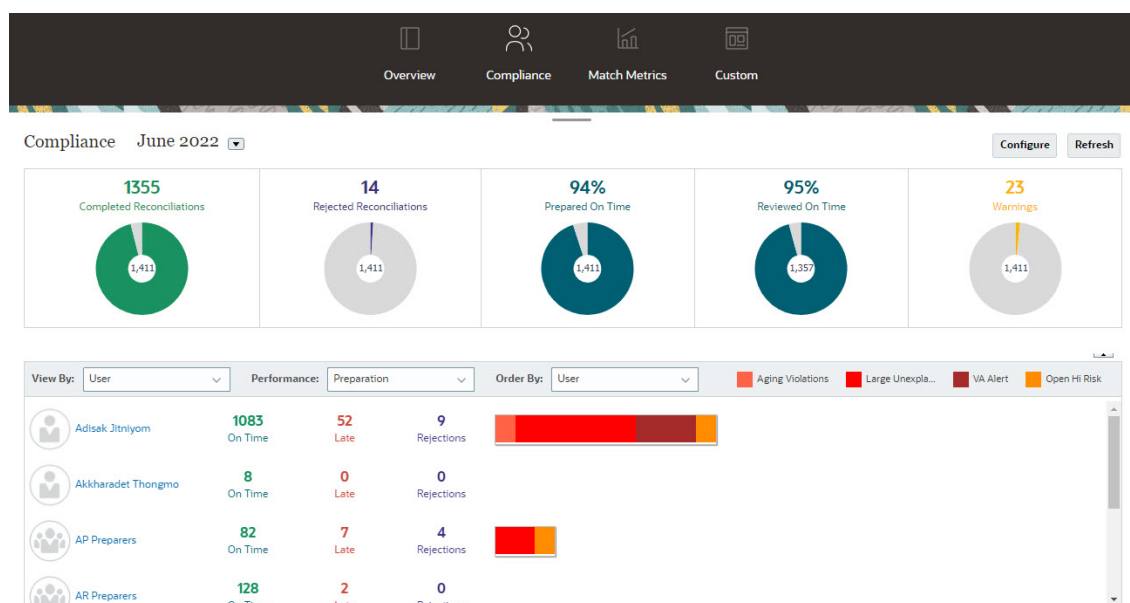 Overview Compliance Match Metrics Custom
Compliance June 2022
Configure Refresh
1355 14 94% 95% 23
Completed Reconciliations Rejected Reconciliations Prepared On Time Reviewed On Time Warnings
1,411 1,411 1,411 1,357 1,411
View By: User Performance: Preparation Order By: User Aging Violations Large Unexpla... VA Alert Open Hi Risk
Adisak Jitniyom 1083 52 9
On Time Late Rejections
Akkharadet Thongmo 8 0 0
On Time Late Rejections
AP Preparers 82 7 4
On Time Late Rejections
AR Preparers 128 2 0